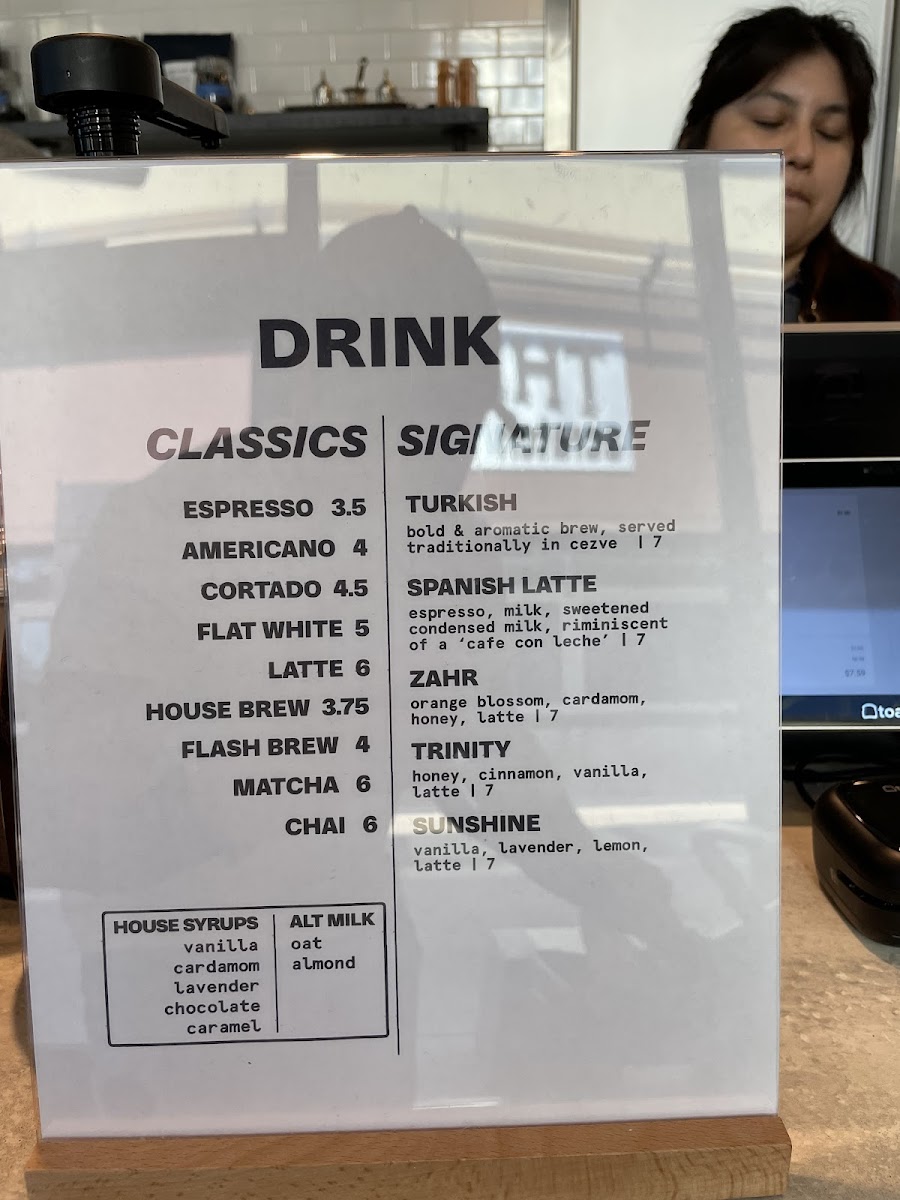 DRINK
CLASSICS
ESPRESSO 3.5
AMERICANO 4
CORTADO 4.5
FLAT WHITE 5
LATTE 6
HOUSE BREW 3.75
FLASH BREW 4
MATCHA 6
CHAI 6
SIGNATURE
TURKISH
bold & aromatic brew, served
traditionally in cezve | 7
SPANISH LATTE
espresso, milk, sweetened
condensed milk, riminiscent
of a ‘cafe con leche’ | 7
ZAHR
orange blossom, cardamom,
honey, latte | 7
TRINITY
honey, cinnamon, vanilla,
latte | 7
SUNSHINE
vanilla, lavender, lemon,
latte | 7
HOUSE SYRUPS
vanilla
cardamom
lavender
chocolate
caramel
ALT MILK
oat
almond
$7.59
toa